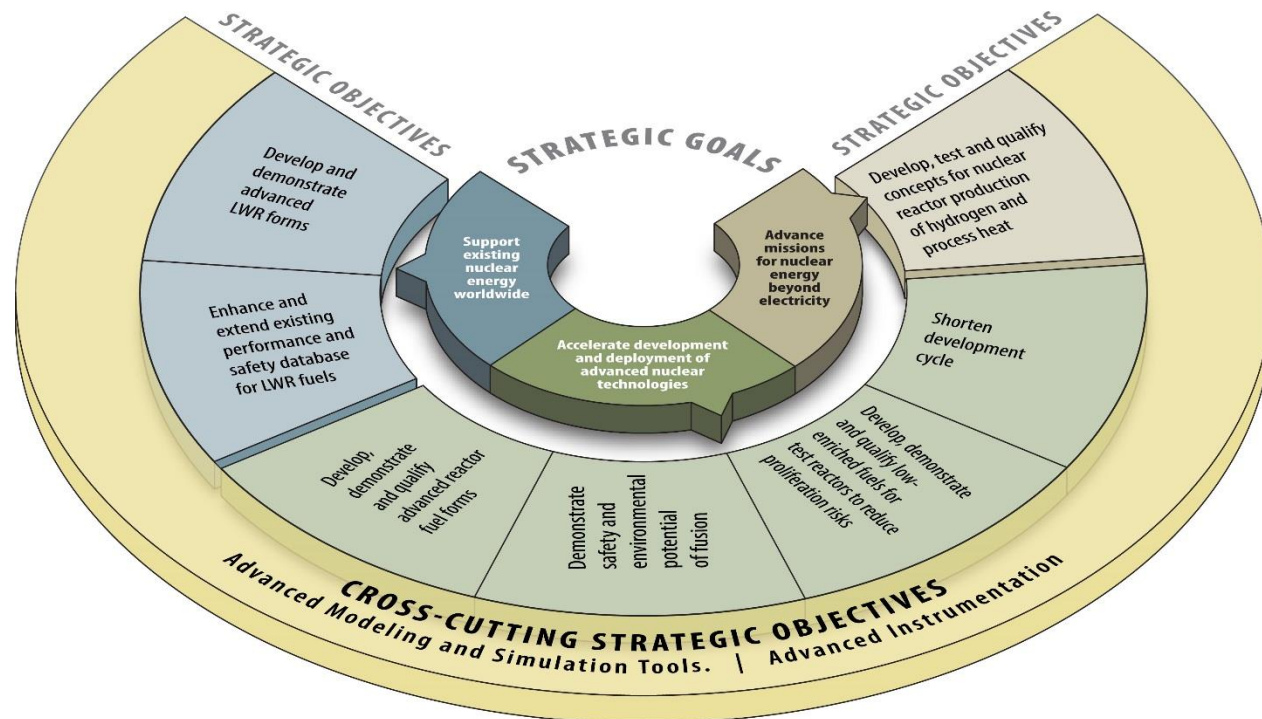 STRATEGIC OBJECTIVES
STRATEGIC GOALS
STRATEGIC OBJECTIVES
Develop and
demonstrate
advanced
LWR forms
Enhance and
extend existing
performance and
safety database
for LWR fuels
Develop,
demonstrate
and qualify
advanced reactor
fuel forms
Demonstrate
safety and
environmental
potential
of fusion
Develop, demonstrate
and qualify low-
enriched fuels for
test reactors to reduce
proliferation risks
Shorten
development
cycle
Develop, test and qualify
concepts for nuclear
reactor production
of hydrogen and
process heat
Support
existing
nuclear
energy
worldwide
Accelerate development
and deployment of
advanced nuclear
technologies
Advance
missions
for nuclear
energy
beyond
electricity
CROSS-CUTTING STRATEGIC OBJECTIVES
Advanced Modeling and Simulation Tools. | Advanced Instrumentation